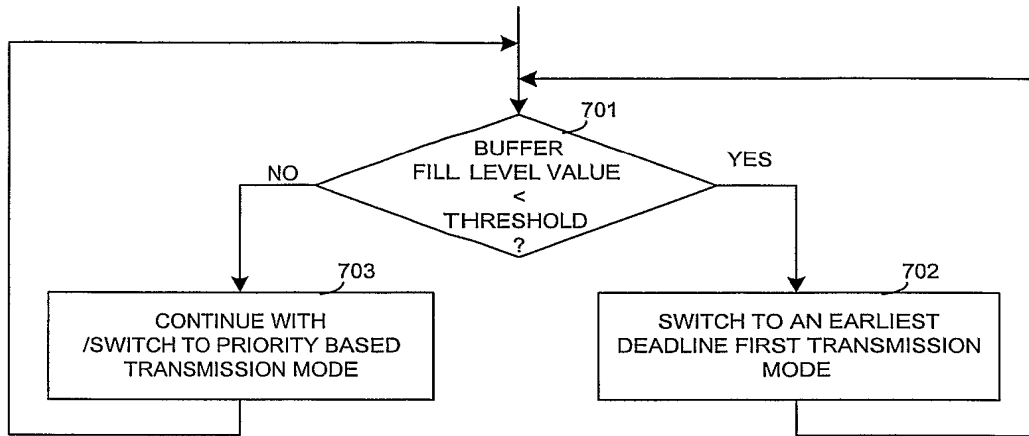 701
BUFFER
FILL LEVEL VALUE
<
THRESHOLD
?
NO
YES
703
CONTINUE WITH
/SWITCH TO PRIORITY BASED
TRANSMISSION MODE
702
SWITCH TO AN EARLIEST
DEADLINE FIRST TRANSMISSION
MODE